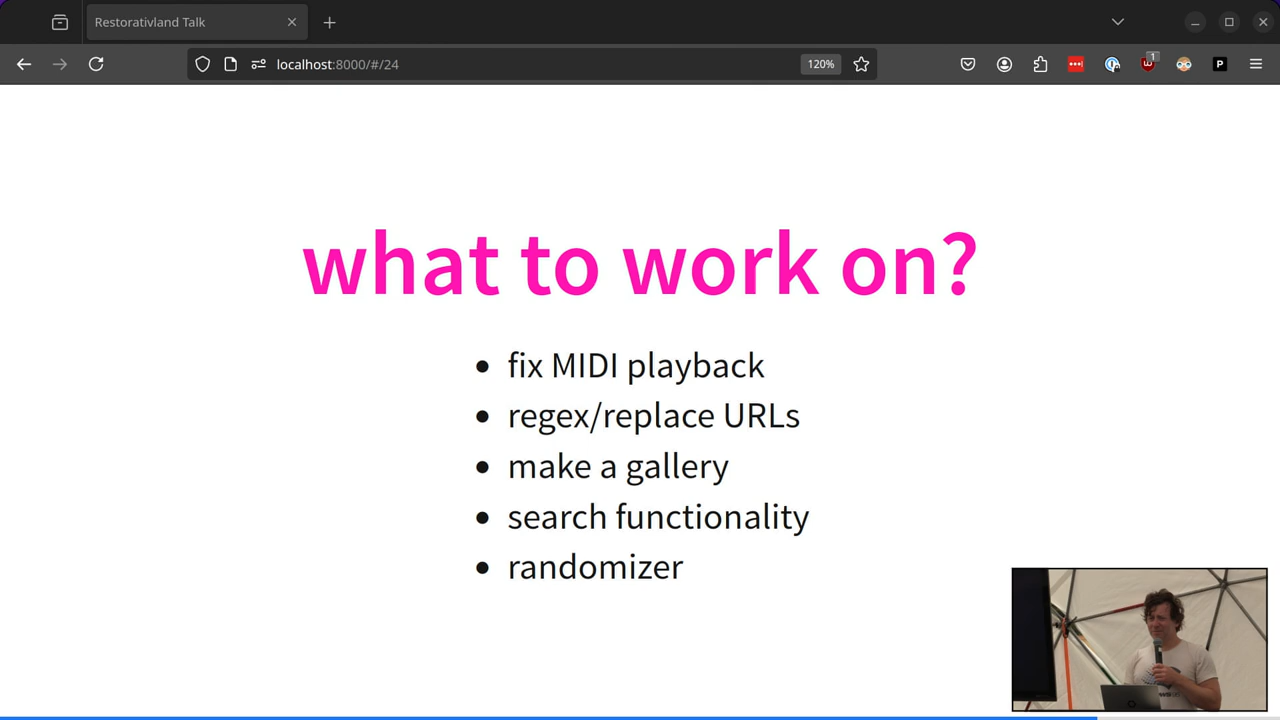 Restorativland Talk
localhost:8000/#/24
120%
1
P
what to work on?
fix MIDI playback
regex/replace URLs
make a gallery
search functionality
randomizer